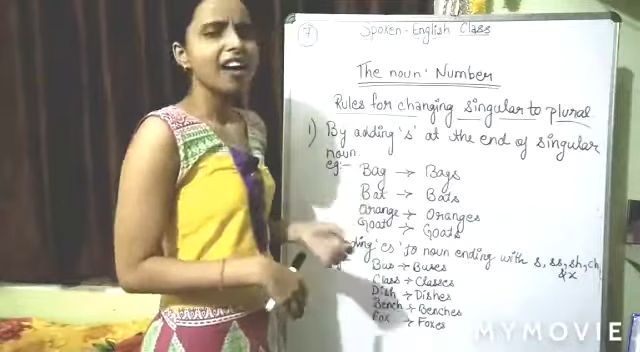 7
Spoken-English Class
The noun: Number
Rules for changing singular to plural
1) By adding 's' at the end of singular
noun.
eg:- Bag → Bags
Bat → Bats
Orange → Oranges
Goat → Goats
ding 'es' to noun ending with s, ss, sh, ch
& x
Bus → Buses
Class → Classes
Dish → Dishes
Bench → Benches
Fox → Foxes
MYMOVIE